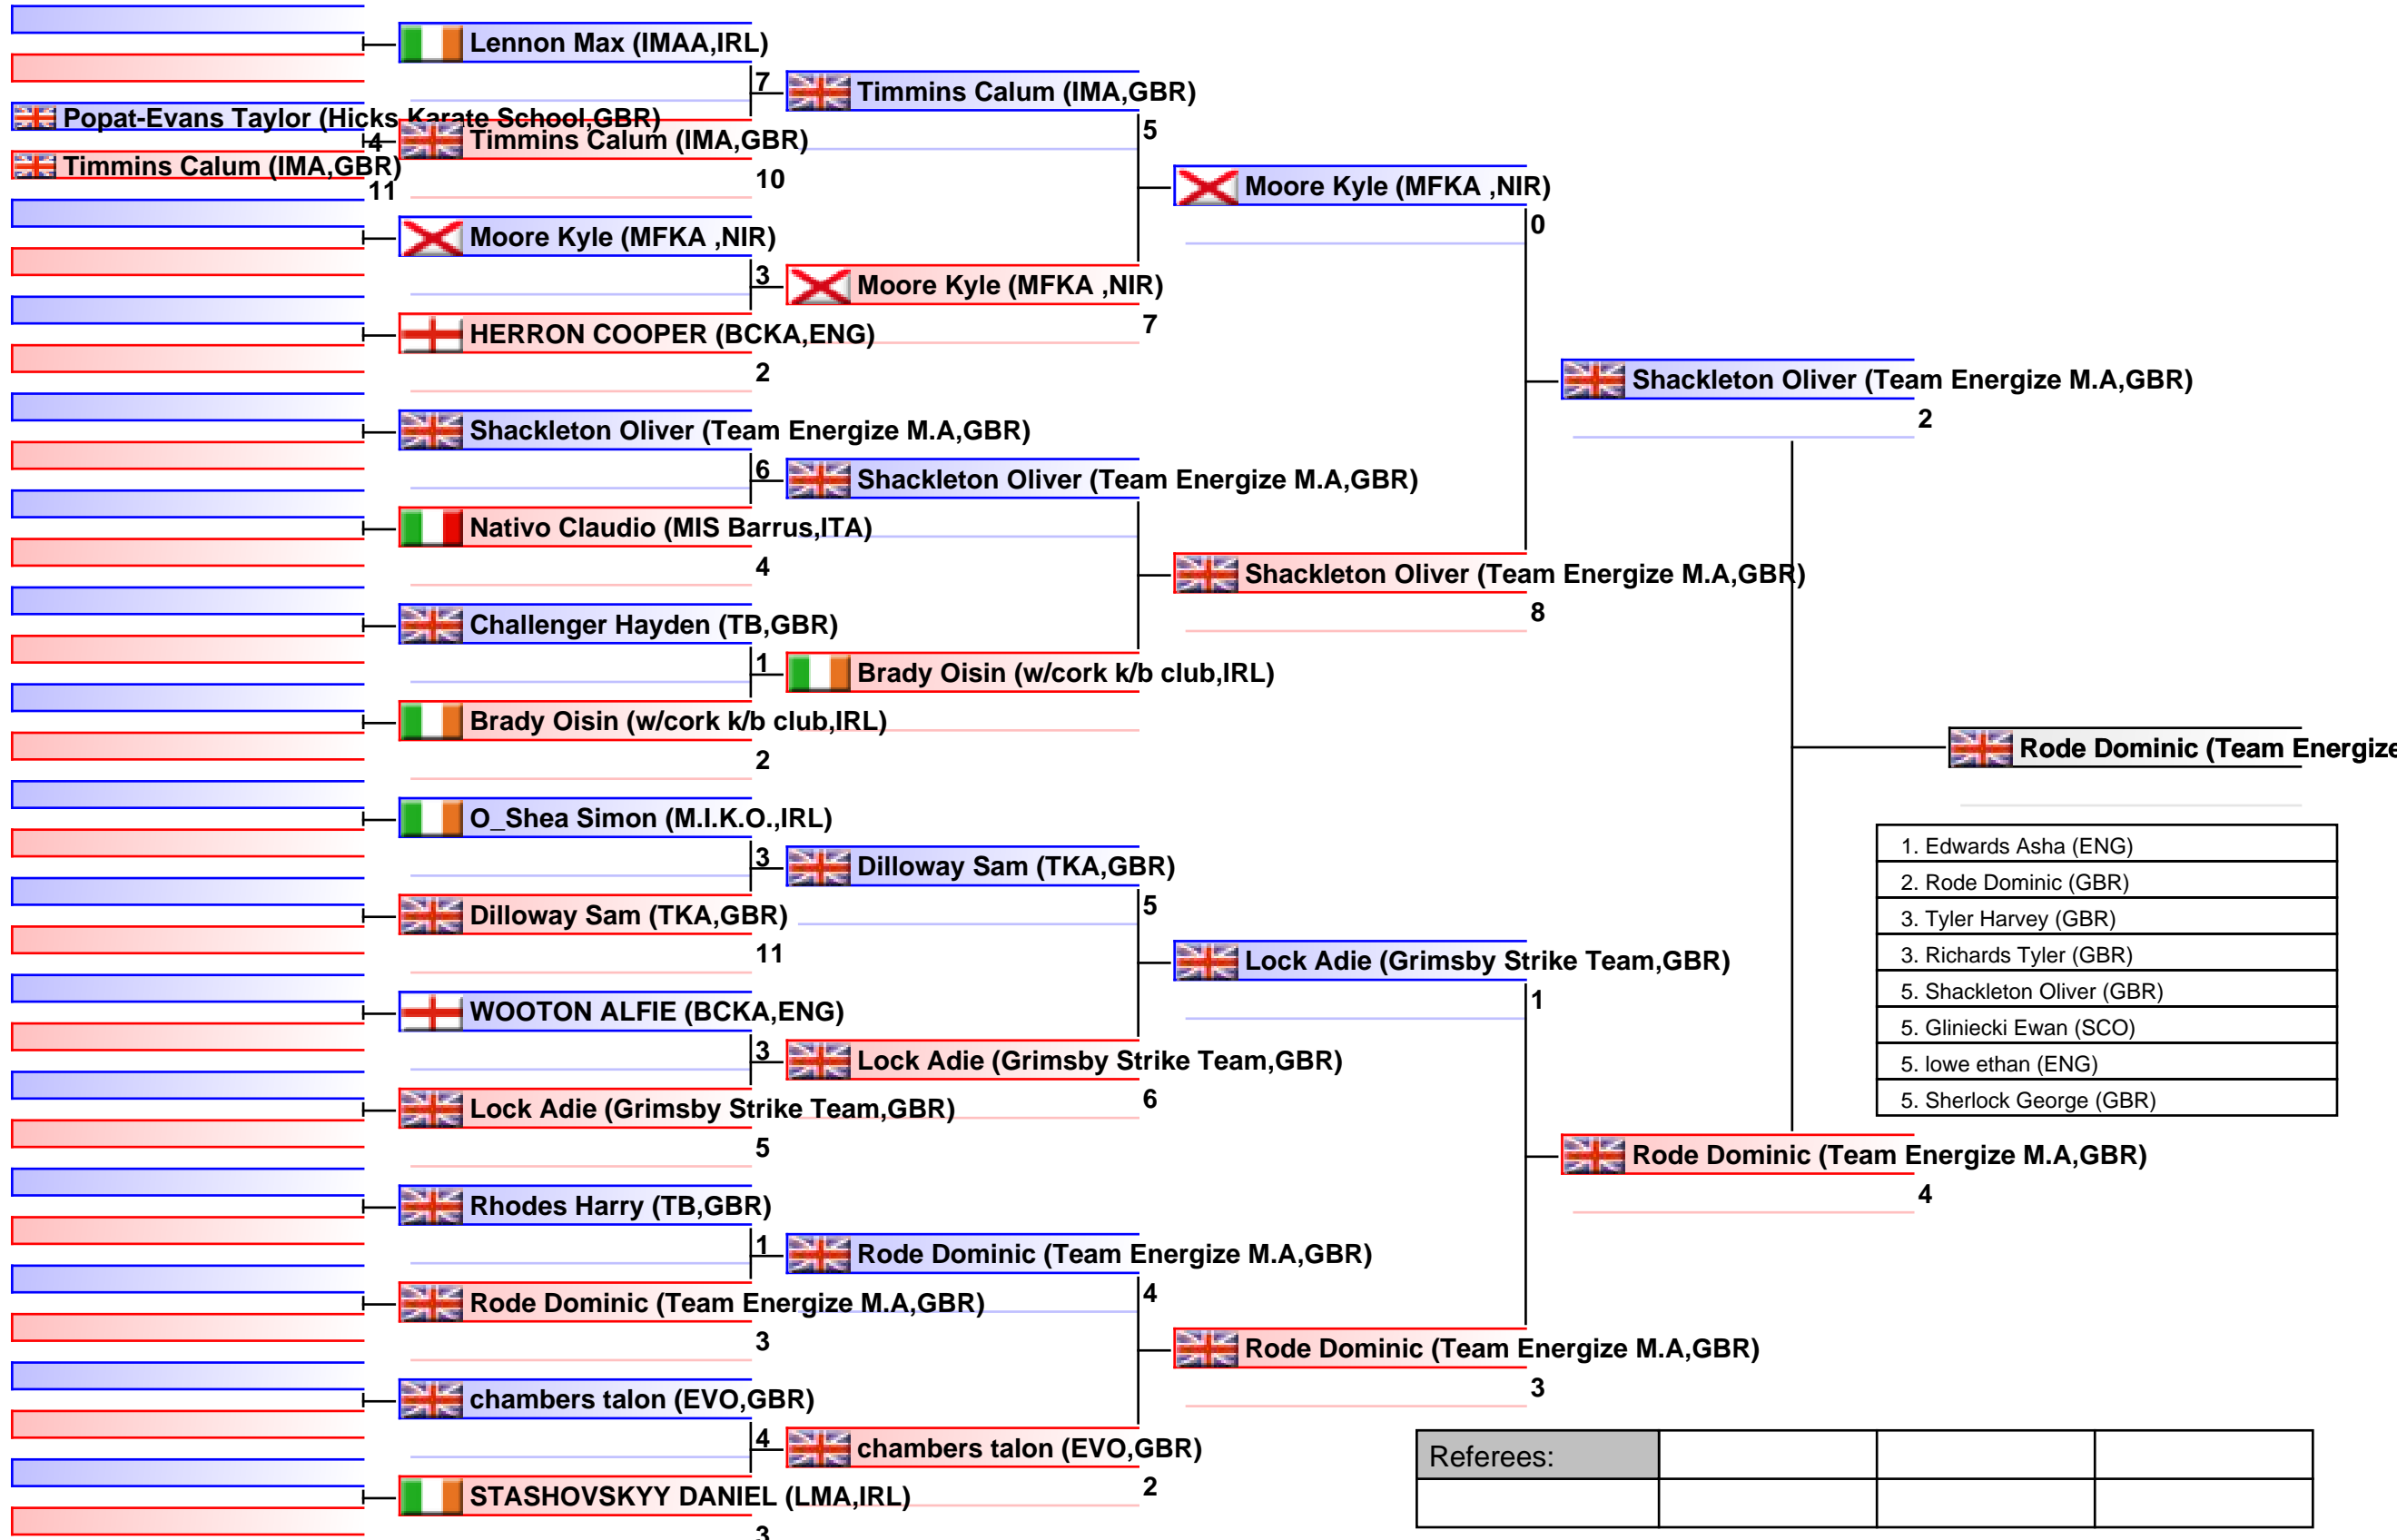 Lennon Max (IMAA,IRL)
7
Timmins Calum (IMA,GBR)
5
Popat-Evans Taylor (Hicks Karate School,GBR)
4
Timmins Calum (IMA,GBR)
10
Timmins Calum (IMA,GBR)
11
Moore Kyle (MFKA ,NIR)
0
Moore Kyle (MFKA ,NIR)
3
Moore Kyle (MFKA ,NIR)
7
HERRON COOPER (BCKA,ENG)
2
Shackleton Oliver (Team Energize M.A,GBR)
2
Shackleton Oliver (Team Energize M.A,GBR)
6
Shackleton Oliver (Team Energize M.A,GBR)
Nativo Claudio (MIS Barrus,ITA)
4
Shackleton Oliver (Team Energize M.A,GBR)
8
Challenger Hayden (TB,GBR)
1
Brady Oisin (w/cork k/b club,IRL)
Brady Oisin (w/cork k/b club,IRL)
2
Rode Dominic (Team Energize
O_Shea Simon (M.I.K.O.,IRL)
3
Dilloway Sam (TKA,GBR)
5
Dilloway Sam (TKA,GBR)
11
Lock Adie (Grimsby Strike Team,GBR)
1
WOOTON ALFIE (BCKA,ENG)
3
Lock Adie (Grimsby Strike Team,GBR)
6
Lock Adie (Grimsby Strike Team,GBR)
5
1. Edwards Asha (ENG)
2. Rode Dominic (GBR)
3. Tyler Harvey (GBR)
3. Richards Tyler (GBR)
5. Shackleton Oliver (GBR)
5. Gliniecki Ewan (SCO)
5. lowe ethan (ENG)
5. Sherlock George (GBR)
Rode Dominic (Team Energize M.A,GBR)
4
Rhodes Harry (TB,GBR)
1
Rode Dominic (Team Energize M.A,GBR)
4
Rode Dominic (Team Energize M.A,GBR)
3
Rode Dominic (Team Energize M.A,GBR)
3
chambers talon (EVO,GBR)
4
chambers talon (EVO,GBR)
2
STASHOVSKYY DANIEL (LMA,IRL)
3
Referees: